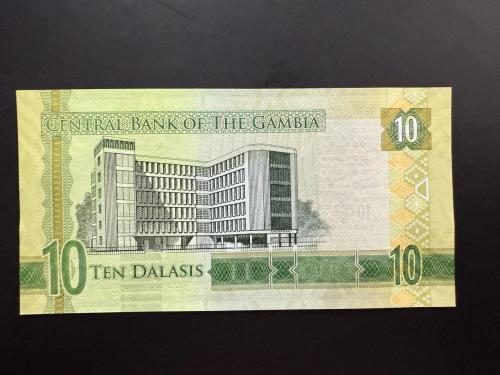 CENTRAL BANK OF THE GAMBIA
10
10 TEN DALASIS
10